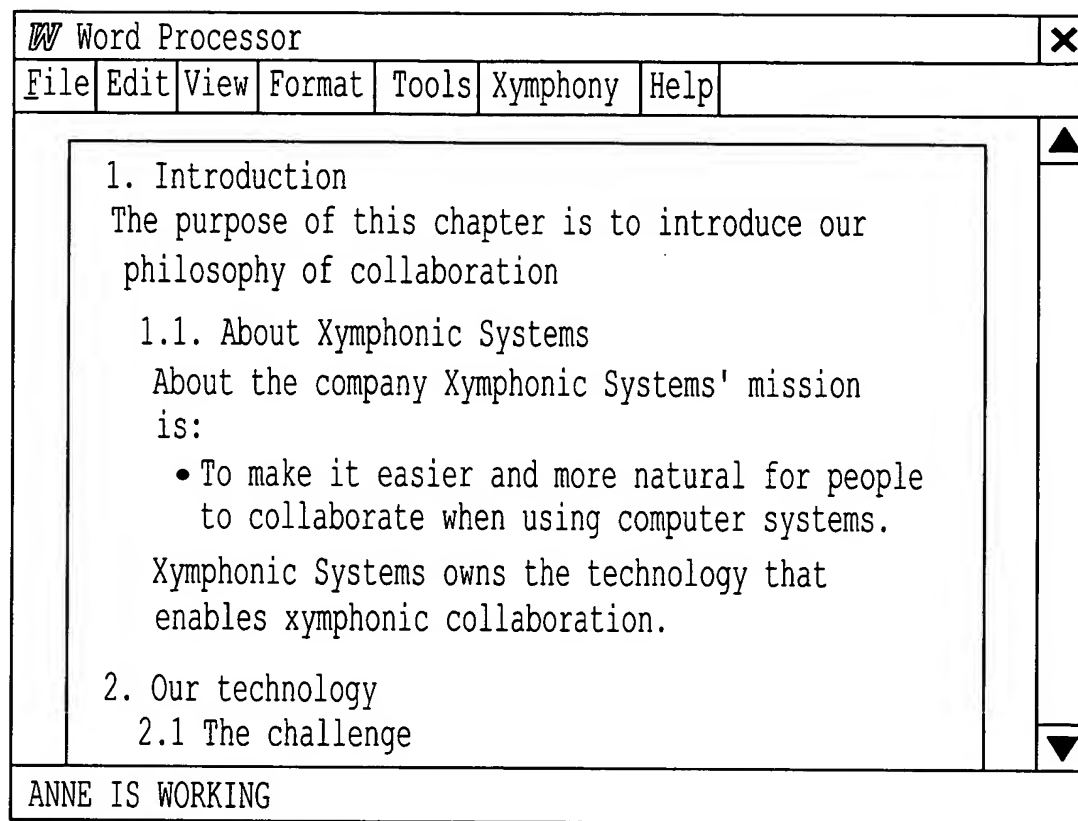 W Word Processor
File Edit View Format Tools Xymphony Help
1. Introduction
The purpose of this chapter is to introduce our
philosophy of collaboration
1.1. About Xymphonic Systems
About the company Xymphonic Systems' mission
is:
• To make it easier and more natural for people
to collaborate when using computer systems.
Xymphonic Systems owns the technology that
enables xymphonic collaboration.
2. Our technology
2.1 The challenge
ANNE IS WORKING